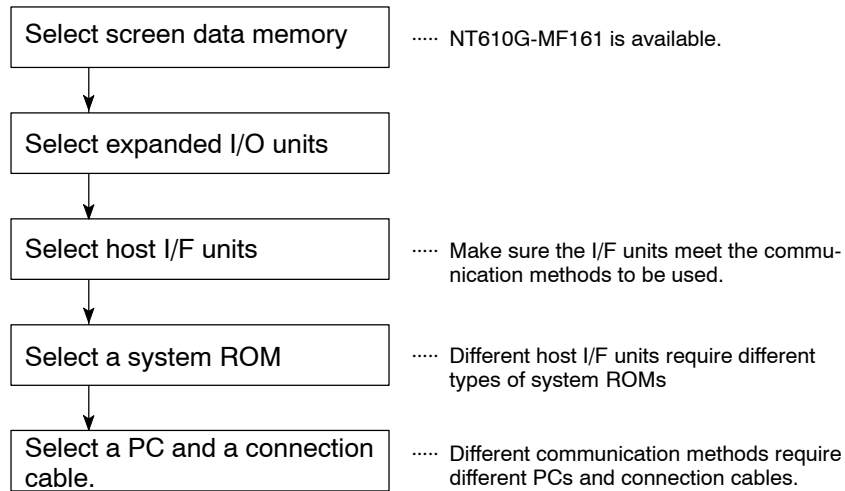 Select screen data memory
····· NT610G-MF161 is available.
Select expanded I/O units
Select host I/F units
····· Make sure the I/F units meet the commu-
nication methods to be used.
Select a system ROM
····· Different host I/F units require different
types of system ROMs
Select a PC and a connection
cable.
····· Different communication methods require
different PCs and connection cables.